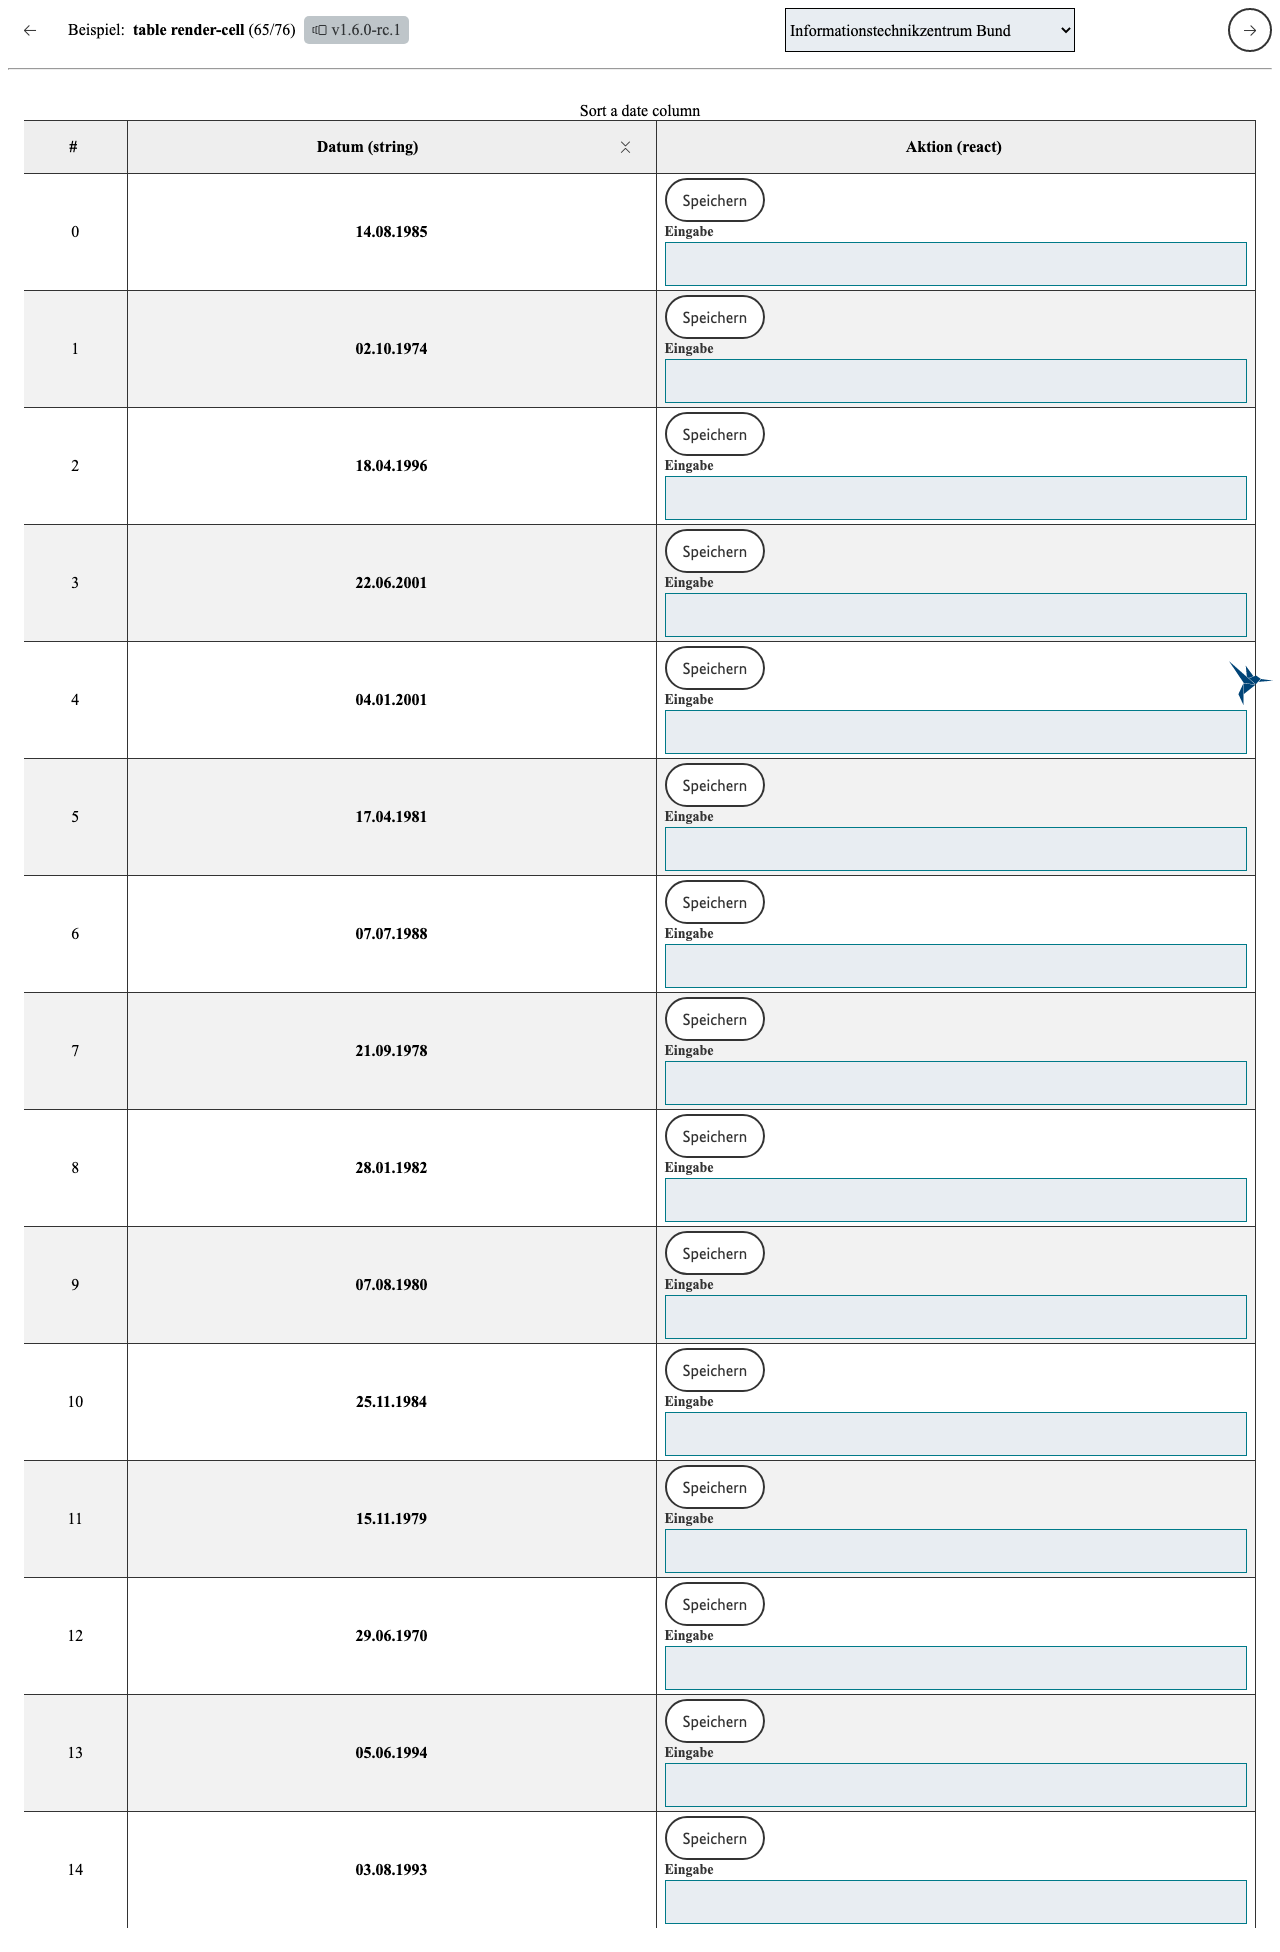 Beispiel: table render-cell (65/76) v1.6.0-rc.1 Informationstechnikzentrum Bund
Sort a date column
# Datum (string) Aktion (react)
Speichern
0 14.08.1985 Eingabe
Speichern
1 02.10.1974 Eingabe
Speichern
2 18.04.1996 Eingabe
Speichern
3 22.06.2001 Eingabe
Speichern
4 04.01.2001 Eingabe
Speichern
5 17.04.1981 Eingabe
Speichern
6 07.07.1988 Eingabe
Speichern
7 21.09.1978 Eingabe
Speichern
8 28.01.1982 Eingabe
Speichern
9 07.08.1980 Eingabe
Speichern
10 25.11.1984 Eingabe
Speichern
11 15.11.1979 Eingabe
Speichern
12 29.06.1970 Eingabe
Speichern
13 05.06.1994 Eingabe
Speichern
14 03.08.1993 Eingabe